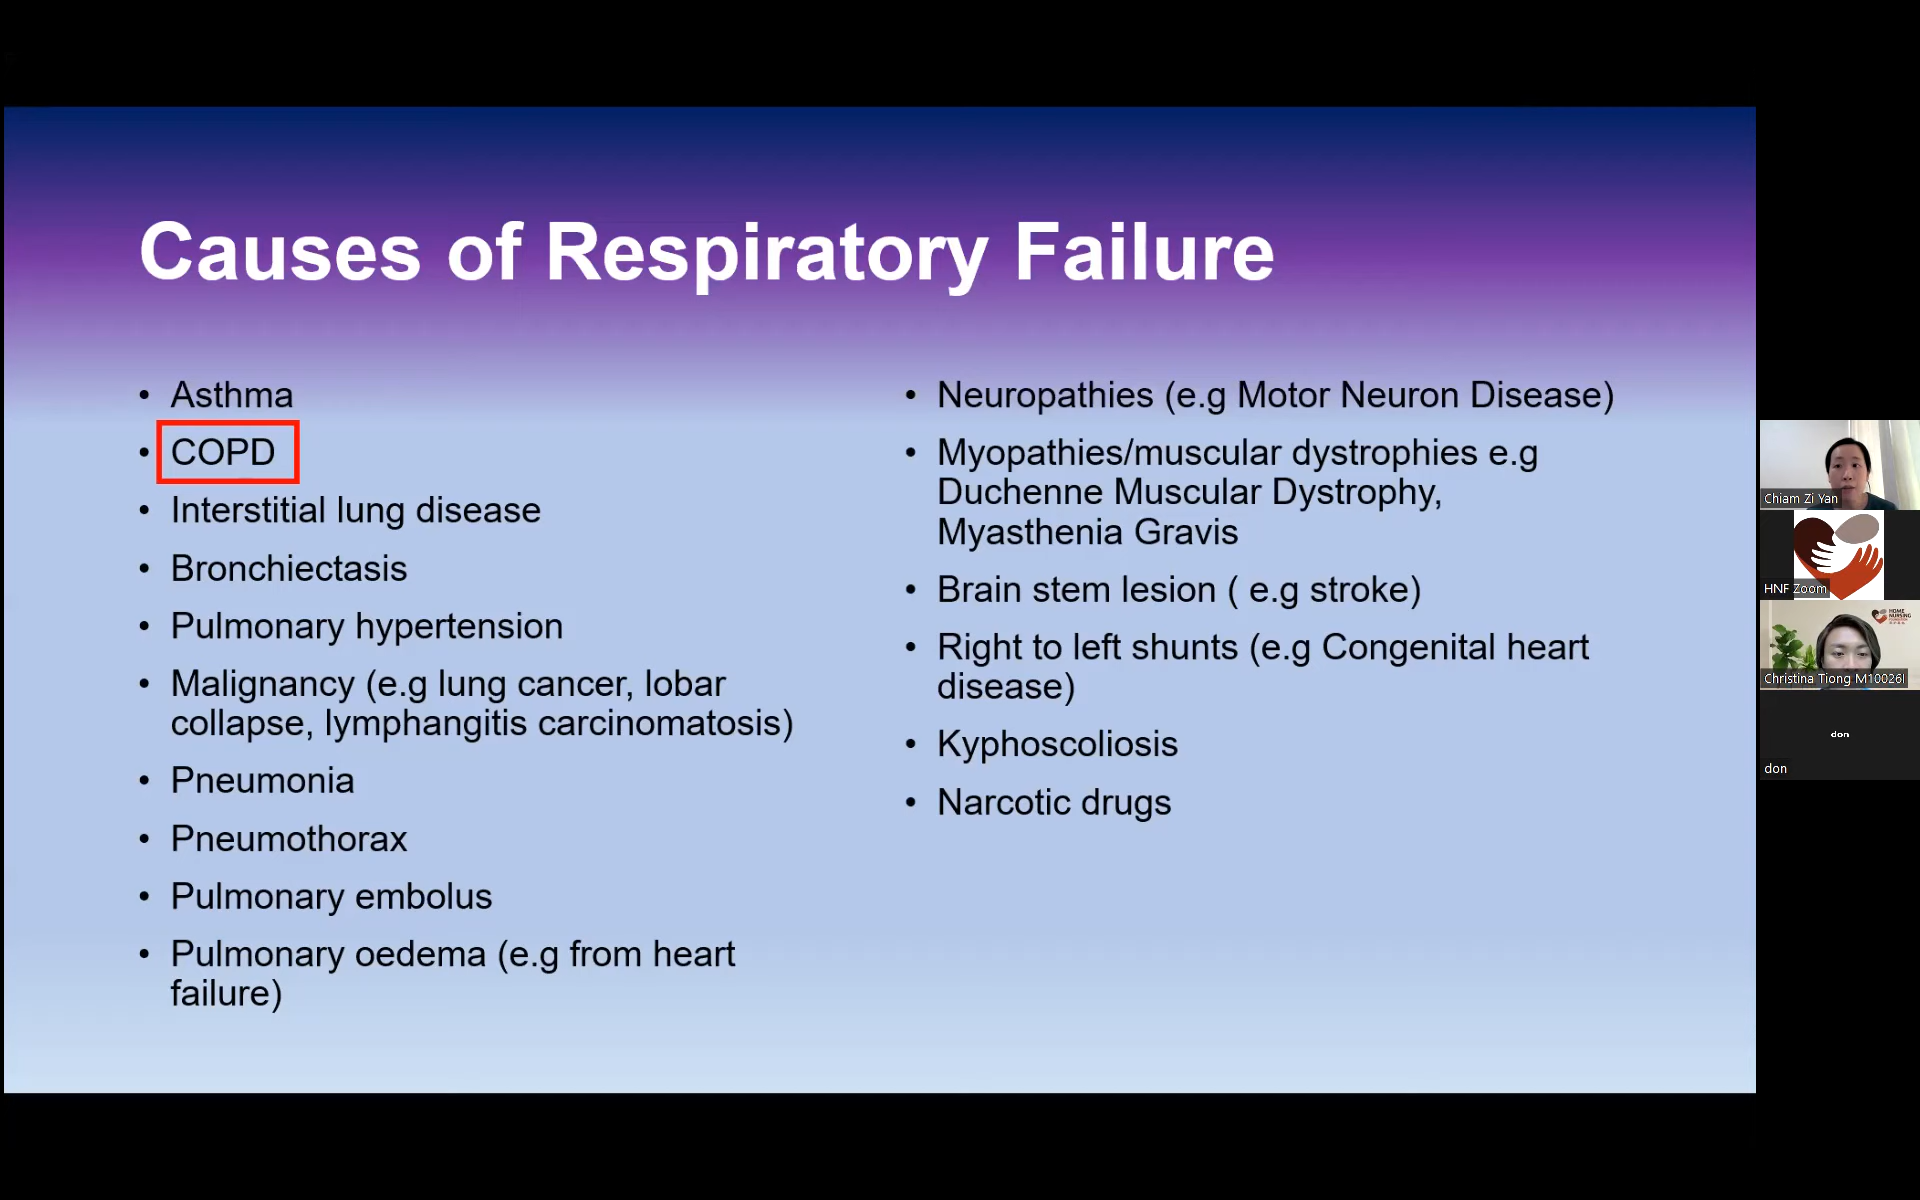 Causes of Respiratory Failure
• Asthma
• COPD
• Interstitial lung disease
• Bronchiectasis
• Pulmonary hypertension
• Malignancy (e.g lung cancer, lobar
collapse, lymphangitis carcinomatosis)
• Pneumonia
• Pneumothorax
• Pulmonary embolus
• Pulmonary oedema (e.g from heart
failure)
• Neuropathies (e.g Motor Neuron Disease)
• Myopathies/muscular dystrophies e.g
Duchenne Muscular Dystrophy,
Myasthenia Gravis
• Brain stem lesion ( e.g stroke)
• Right to left shunts (e.g Congenital heart
disease)
• Kyphoscoliosis
• Narcotic drugs
Chiam Zi Yan
HNF Zoom
HOME
NURSING
Christina Tiong M10026I
don
don